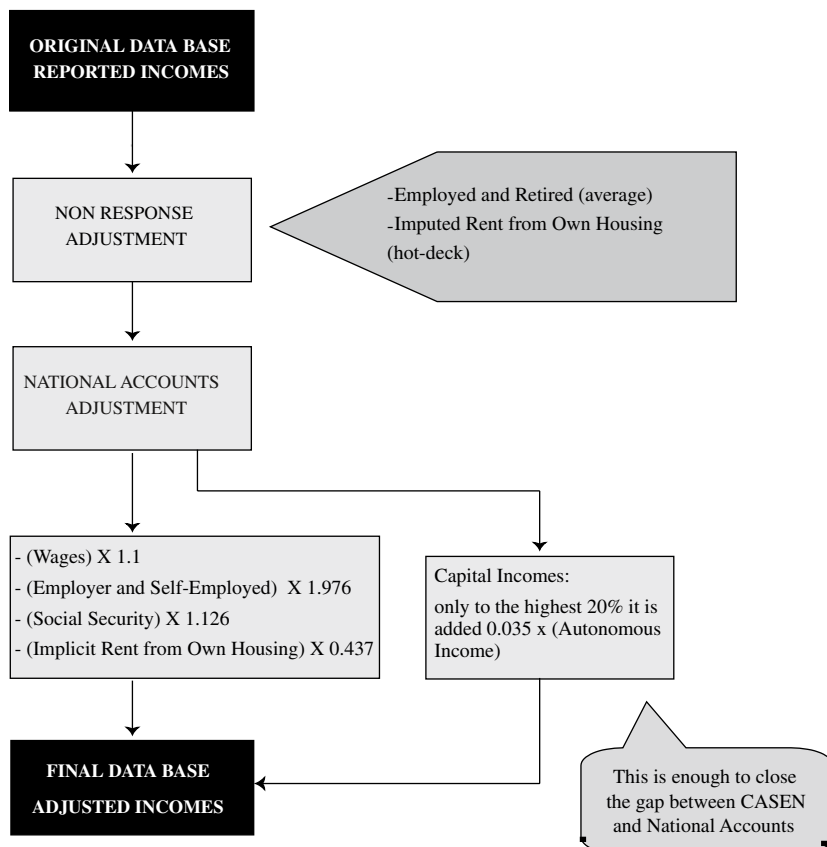 ORIGINAL DATA BASE
REPORTED INCOMES
NON RESPONSE
ADJUSTMENT
-Employed and Retired (average)
-Imputed Rent from Own Housing
(hot-deck)
NATIONAL ACCOUNTS
ADJUSTMENT
- (Wages) X 1.1
- (Employer and Self-Employed) X 1.976
- (Social Security) X 1.126
- (Implicit Rent from Own Housing) X 0.437
Capital Incomes:
only to the highest 20% it is
added 0.035 x (Autonomous
Income)
FINAL DATA BASE
ADJUSTED INCOMES
This is enough to close
the gap between CASEN
and National Accounts